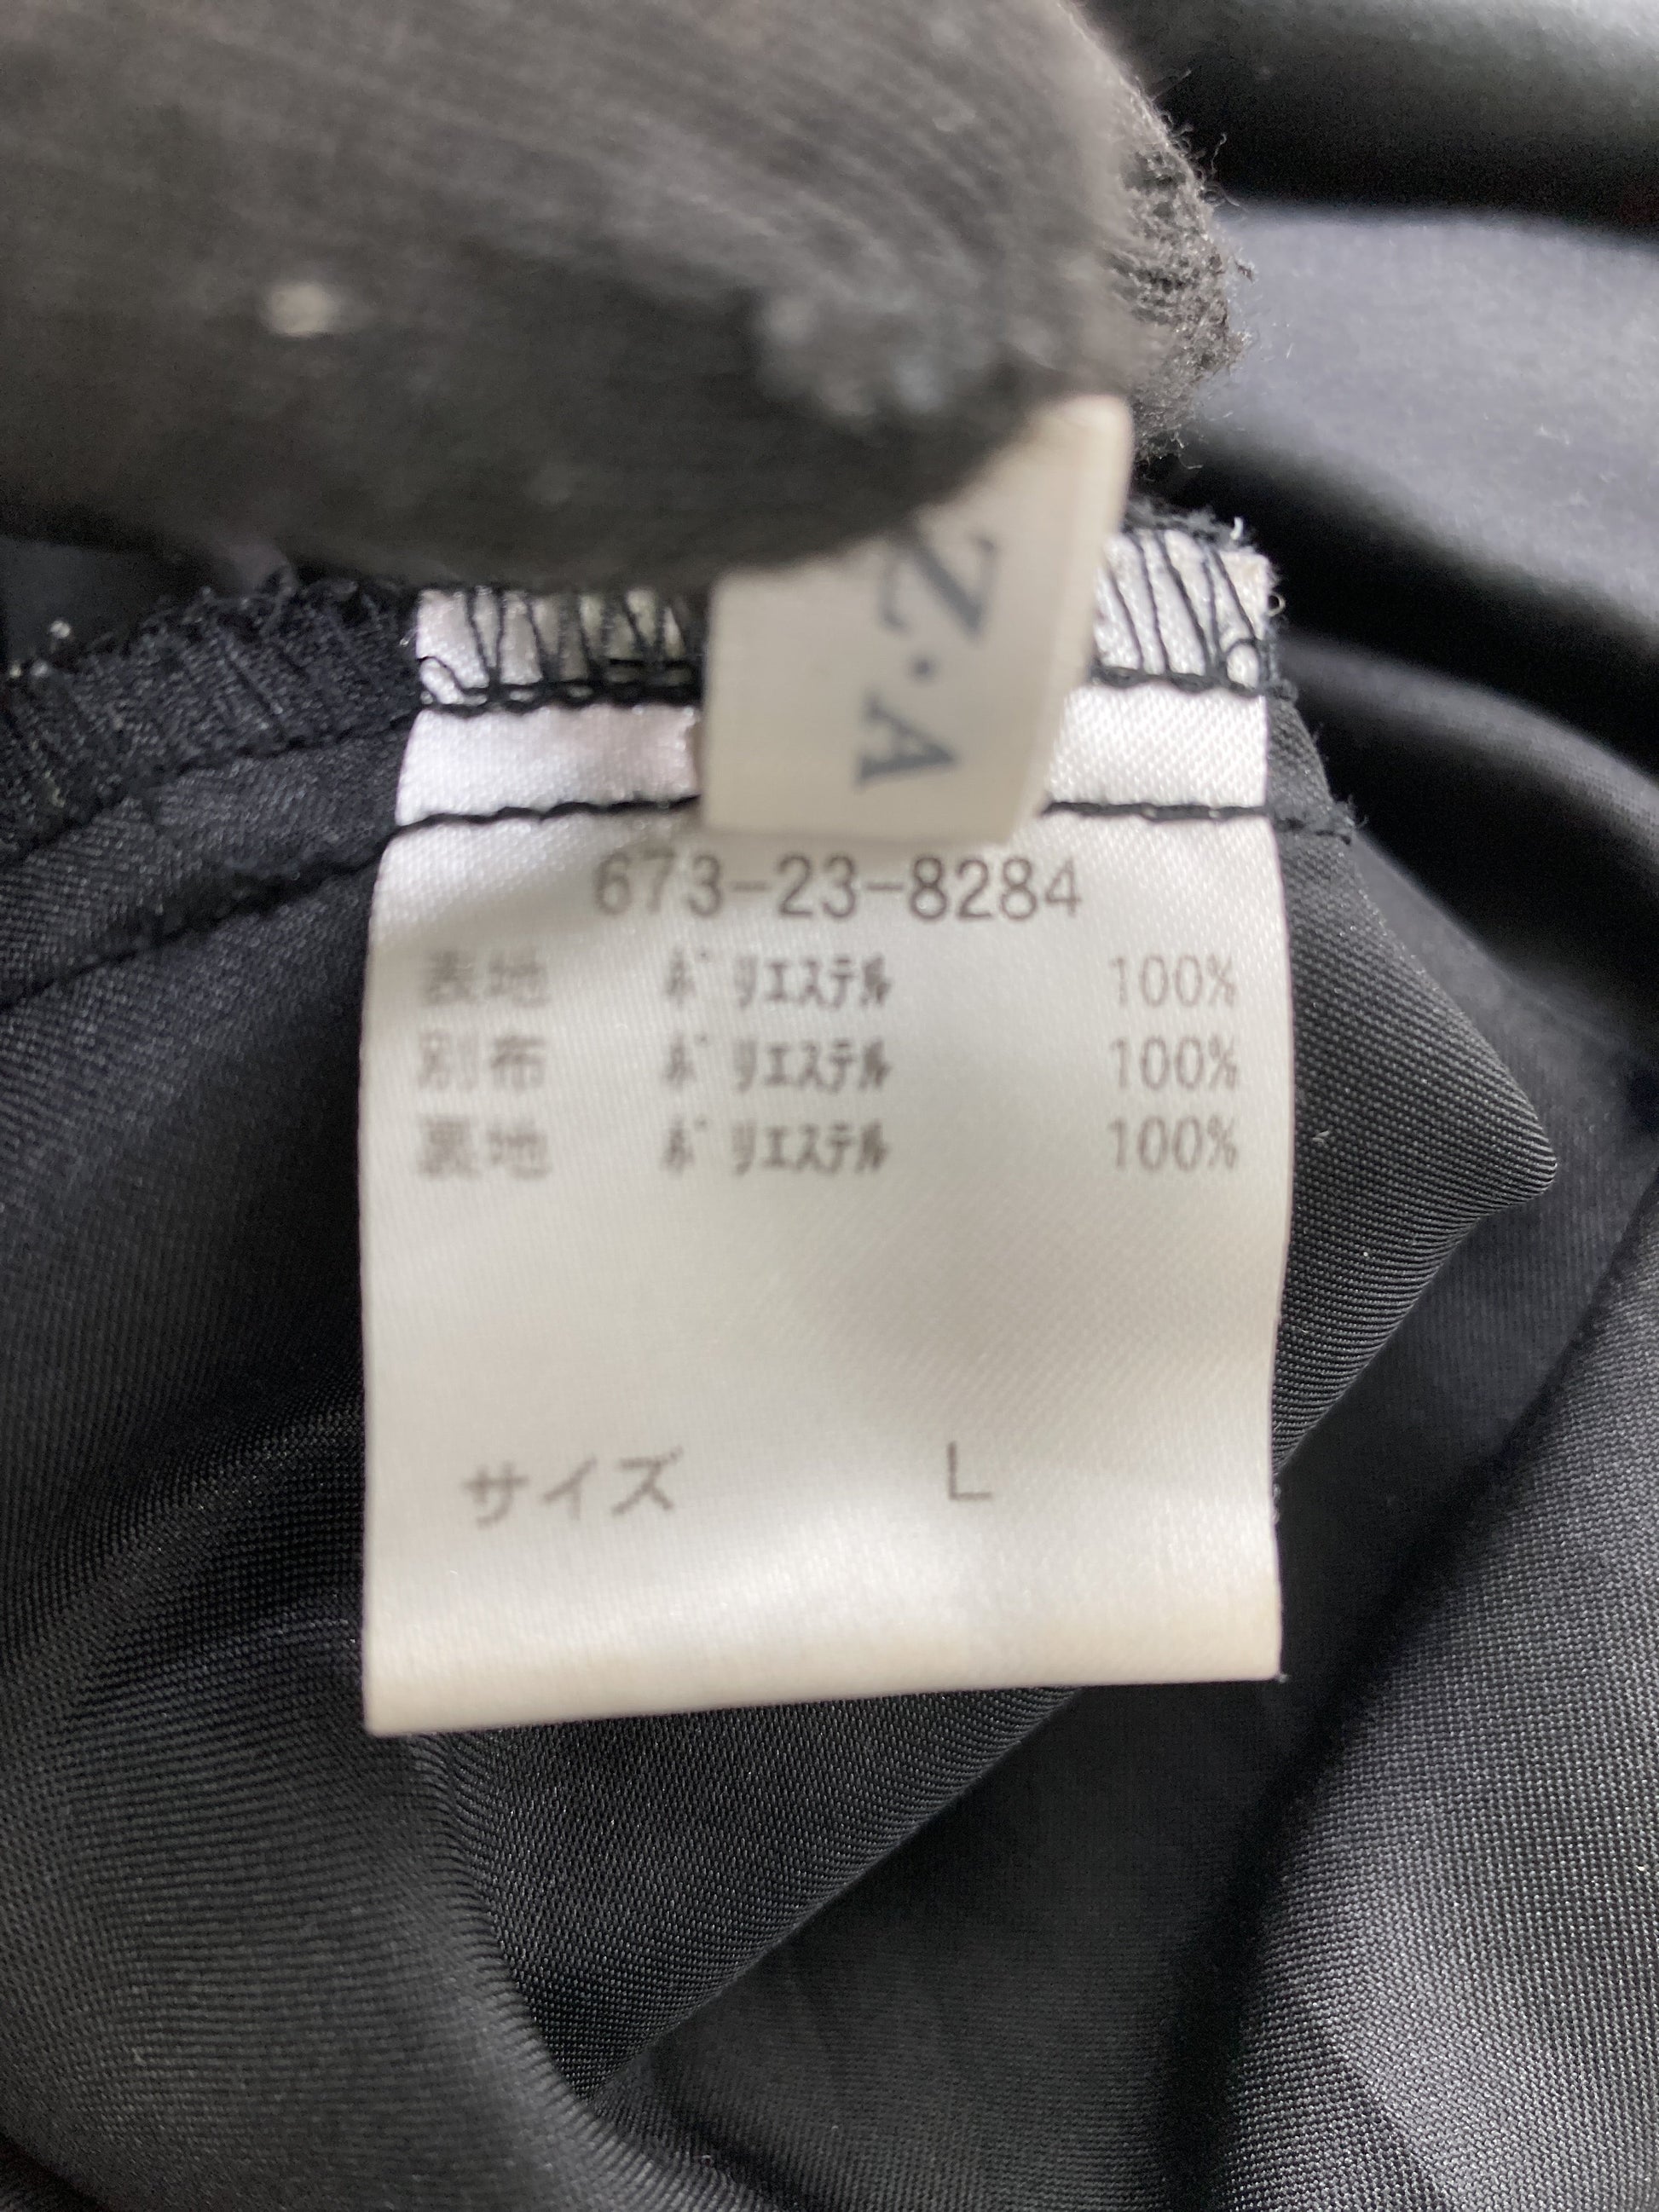 Z.A
673-23-8284
表地 ポリエステル 100%
別布 ポリエステル 100%
裏地 ポリエステル 100%
サイズ L